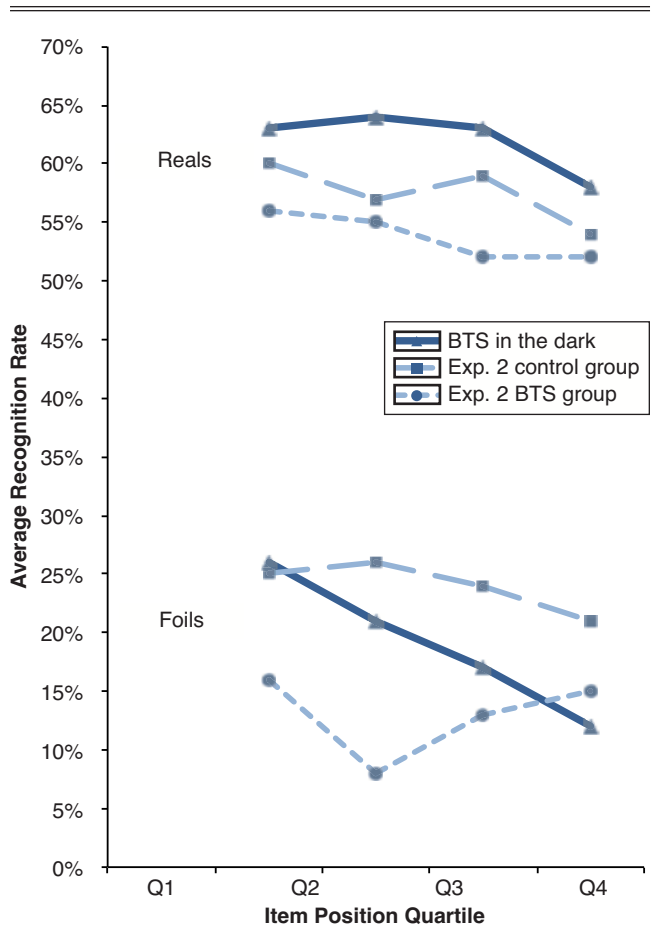 70%
65%
60%
Reals
55%
50%
45%
BTS in the dark
Exp. 2 control group
40%
Exp. 2 BTS group
35%
30%
25%
Foils
20%
15%
10%
5%
0%
Average Recognition Rate
Q1 Q2 Q3 Q4
Item Position Quartile